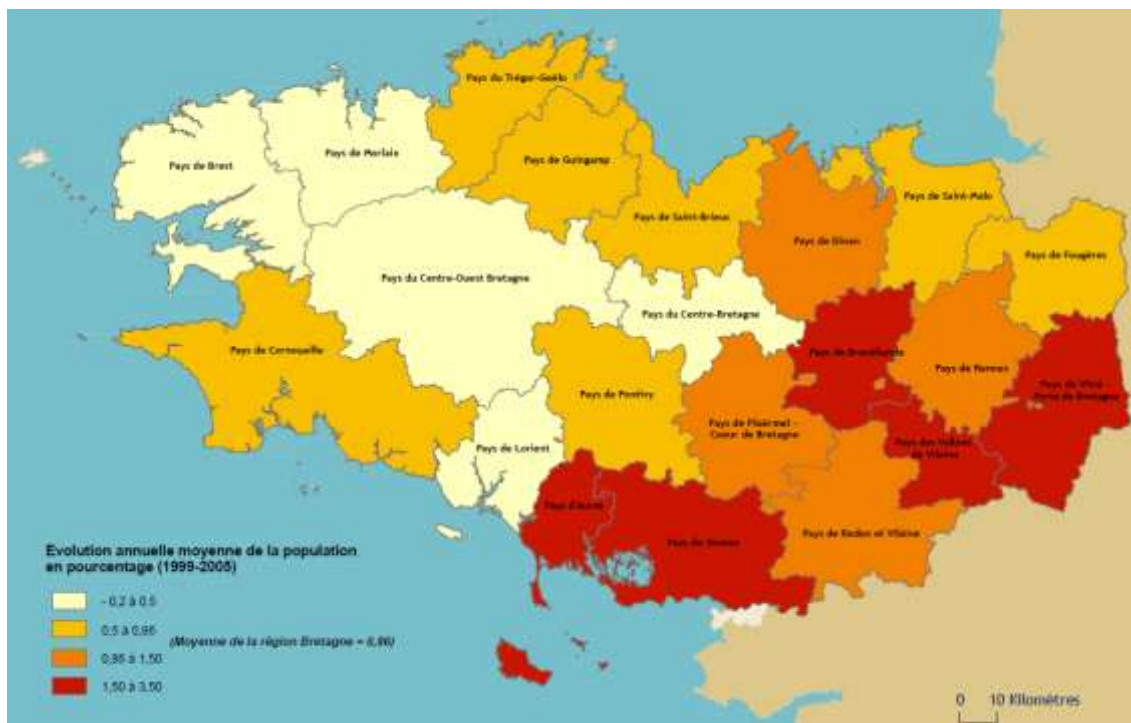 Pays du Trégor-Goëlo
Pays de Morlaix
Pays de Brest
Pays de Guingamp
Pays de Saint-Malo
Pays de Saint-Brieuc
Pays de Dinan
Pays de Fougères
Pays du Centre-Ouest Bretagne
Pays du Centre-Bretagne
Pays de Cornouaille
Pays de Brocéliande
Pays de Rennes
Pays de Vitré -
Porte de Bretagne
Pays de Pontivy
Pays de Ploërmel -
Coeur de Bretagne
Pays de Lorient
Pays des Vallons
de Vilaine
Pays d'Auray
Pays de Vannes
Pays de Redon et Vilaine
Evolution annuelle moyenne de la population
en pourcentage (1999-2005)
- 0,2 à 0,5
0,5 à 0,95
(Moyenne de la région Bretagne =
0,95 à 1,50
1,50 à 3,50
0 10 Kilomètres